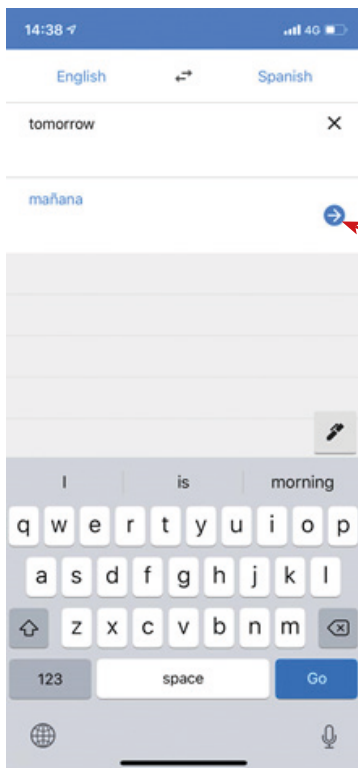 14:38 4G
English Spanish
tomorrow
mañana
I is morning
q w e r t y u i o p
a s d f g h j k l
z x c v b n m
123 space Go